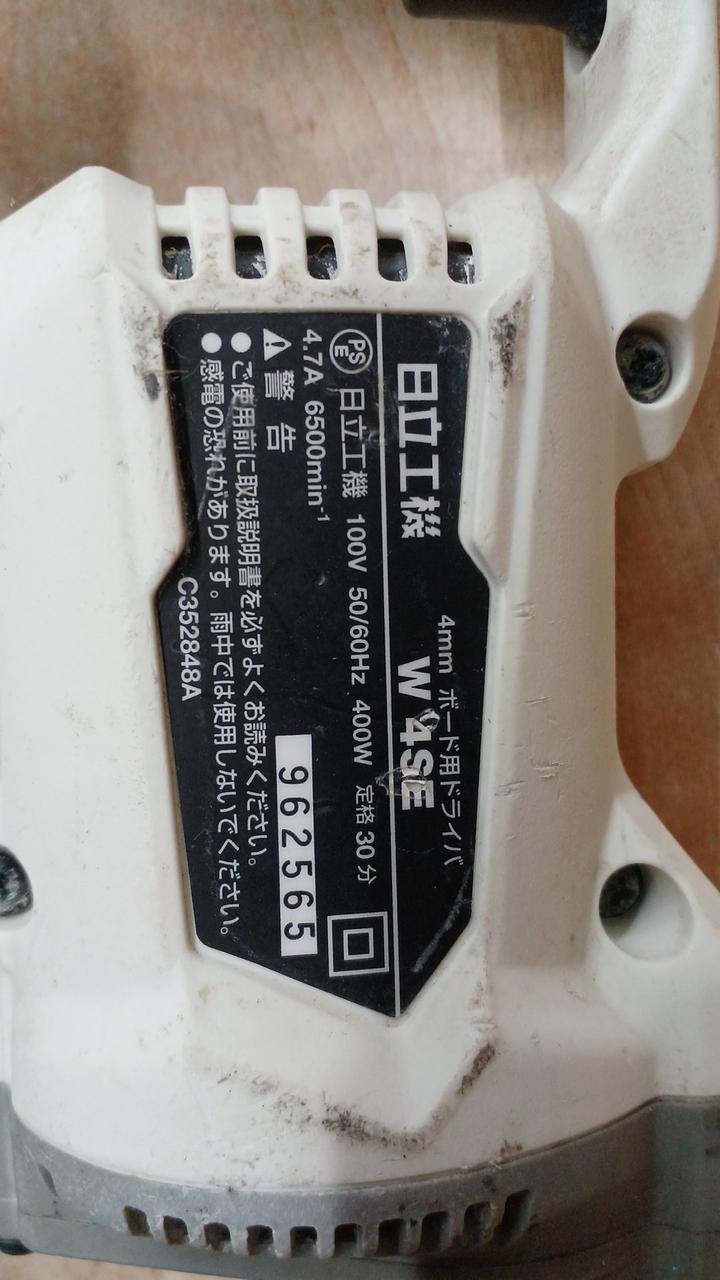 日立工機
4mm ボード用ドライバ
W 4SE
PS
E
日立工機 100V 50/60Hz 400W 定格 30 分
4.7A 6500min⁻¹
962565
警告
● ご使用前に取扱説明書を必ずよくお読みください。
● 感電の恐れがあります。雨中では使用しないでください。
C352848A